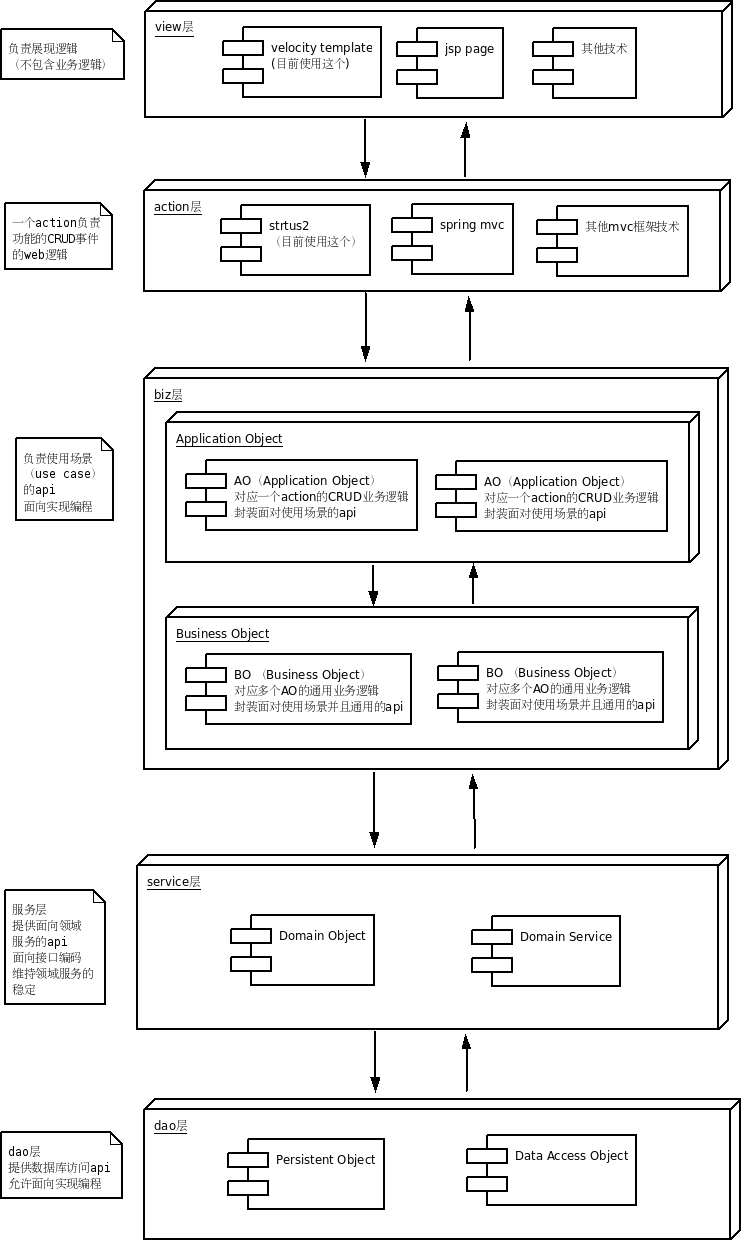 view层
负责展现逻辑
（不包含业务逻辑）
velocity template
(目前使用这个)
jsp page
其他技术
action层
一个action负责
功能的CRUD事件
的web逻辑
strtus2
（目前使用这个）
spring mvc
其他mvc框架技术
biz层
负责使用场景
（use case）
的api
面向实现编程
Application Object
AO（Application Object）
对应一个action的CRUD业务逻辑
封装面对使用场景的api
AO（Application Object）
对应一个action的CRUD业务逻辑
封装面对使用场景的api
Business Object
BO （Business Object）
对应多个AO的通用业务逻辑
封装面对使用场景并且通用的api
BO （Business Object）
对应多个AO的通用业务逻辑
封装面对使用场景并且通用的api
service层
服务层
提供面向领域
服务的api
面向接口编码
维持领域服务的
稳定
Domain Object
Domain Service
dao层
dao层
提供数据库访问api
允许面向实现编程
Persistent Object
Data Access Object